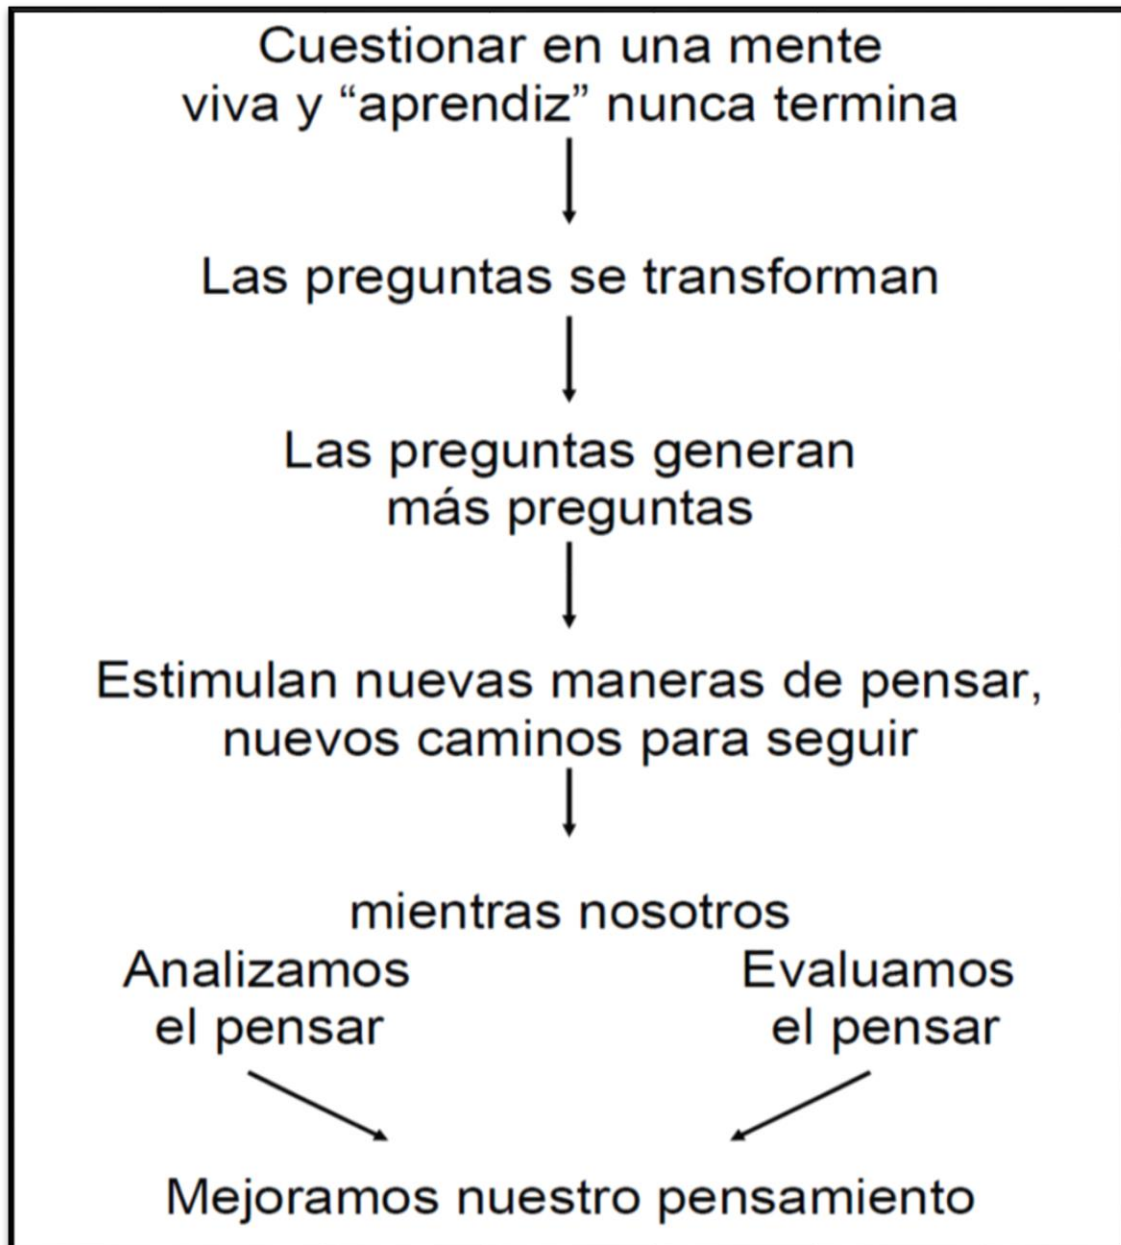 Cuestionar en una mente
viva y “aprendiz” nunca termina
Las preguntas se transforman
Las preguntas generan
más preguntas
Estimulan nuevas maneras de pensar,
nuevos caminos para seguir
mientras nosotros
Analizamos
el pensar
Evaluamos
el pensar
Mejoramos nuestro pensamiento